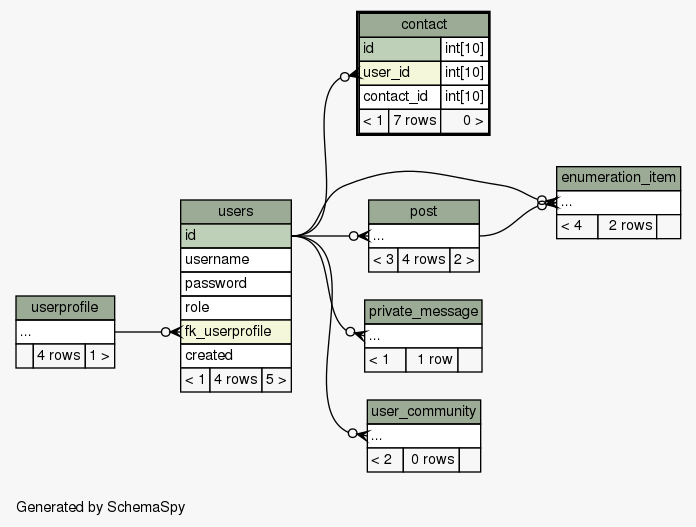 contact
id int[10]
user_id int[10]
contact_id int[10]
< 1 7 rows 0 >
enumeration_item
...
< 4 2 rows
users
id
username
password
role
fk_userprofile
created
< 1 4 rows 5 >
post
...
< 3 4 rows 2 >
userprofile
...
4 rows 1 >
private_message
...
< 1 1 row
user_community
...
< 2 0 rows
Generated by SchemaSpy